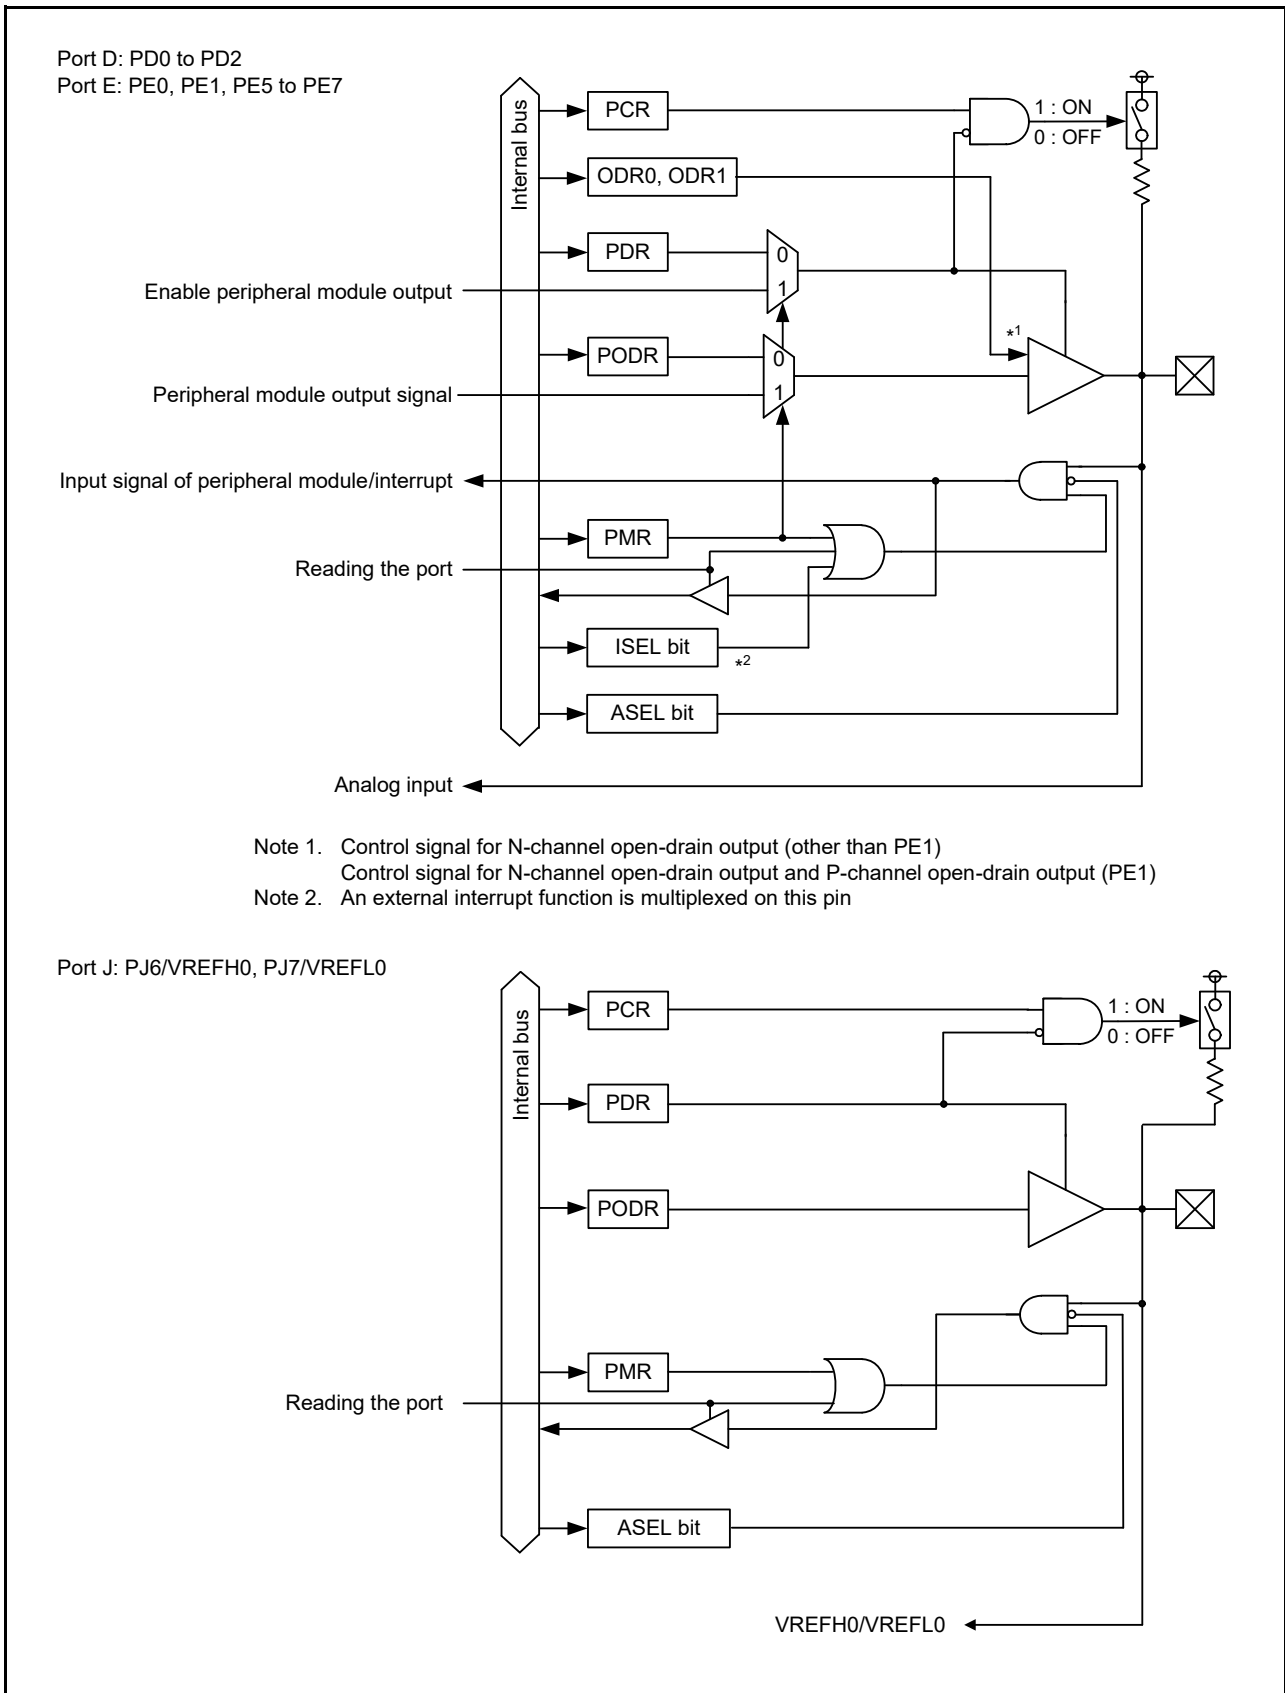 Port D: PD0 to PD2
Port E: PE0, PE1, PE5 to PE7
Internal bus
PCR
1 : ON
0 : OFF
ODR0, ODR1
PDR
0
1
Enable peripheral module output
*1
PODR
0
1
Peripheral module output signal
Input signal of peripheral module/interrupt
PMR
Reading the port
ISEL bit
*2
ASEL bit
Analog input
Note 1. Control signal for N-channel open-drain output (other than PE1)
Control signal for N-channel open-drain output and P-channel open-drain output (PE1)
Note 2. An external interrupt function is multiplexed on this pin
Port J: PJ6/VREFH0, PJ7/VREFL0
Internal bus
PCR
1 : ON
0 : OFF
PDR
PODR
PMR
Reading the port
ASEL bit
VREFH0/VREFL0